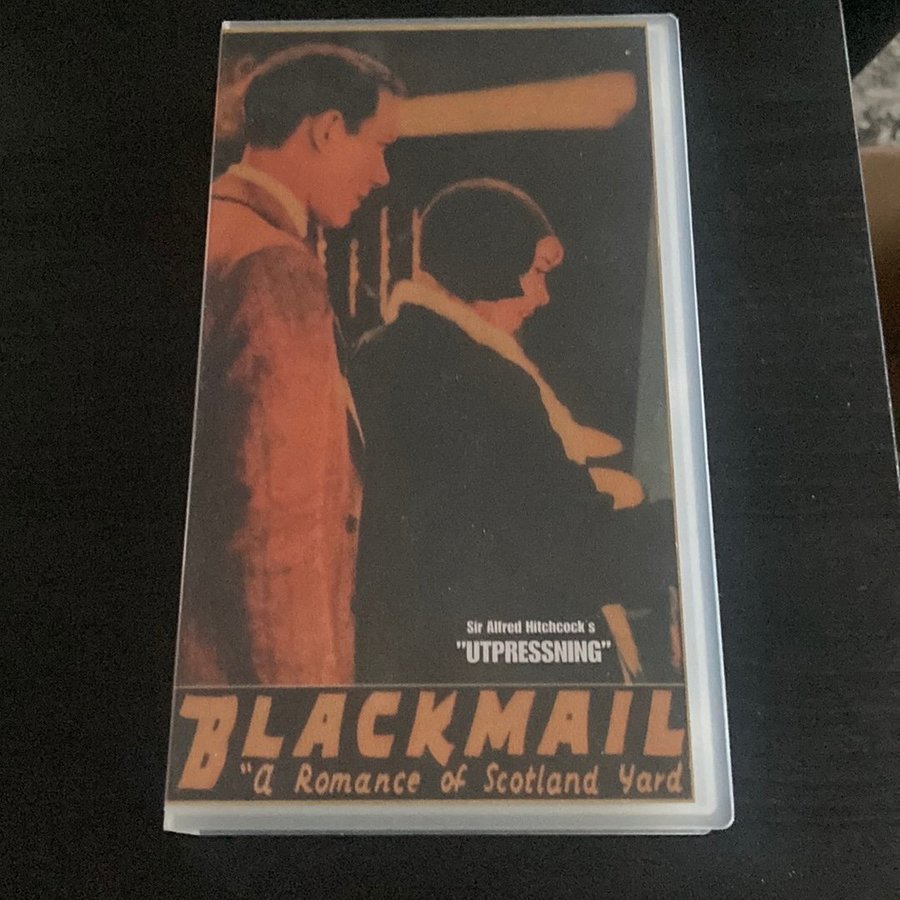 Sir Alfred Hitchcock´s
"UTPRESSNING"
BLACKMAIL
"a Romance of Scotland Yard